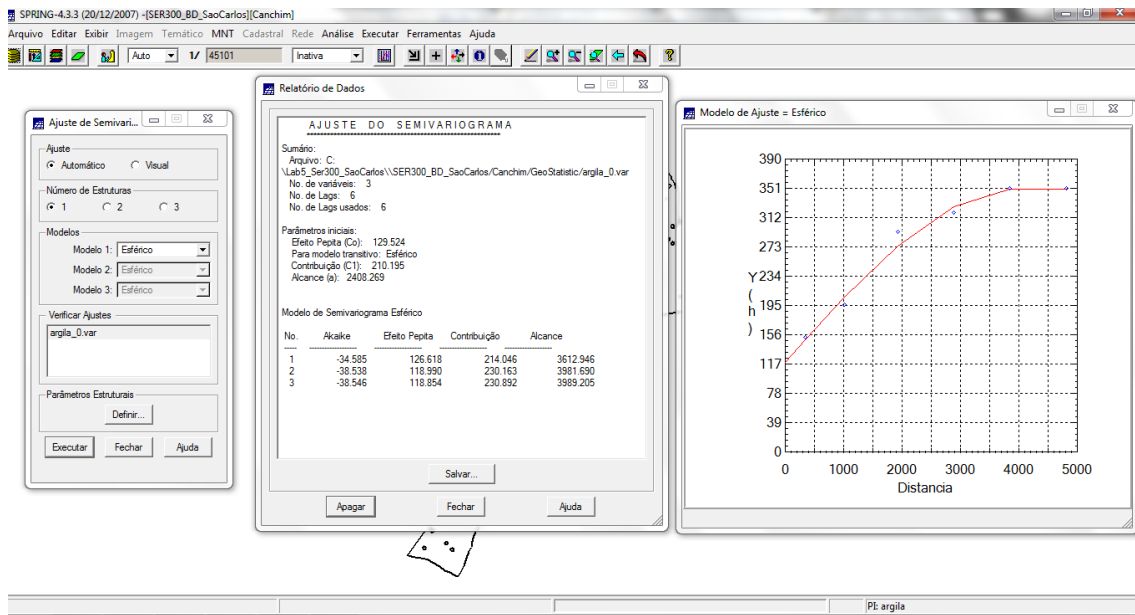 SPRING-4.3.3 (20/12/2007) -[SER300_BD_SaoCarlos][Canchim]
Arquivo Editar Exibir Imagem Temático MNT Cadastral Rede Análise Executar Ferramentas Ajuda
Auto 1/ 45101 Inativa
Ajuste de Semivari...
Ajuste
Automático Visual
Número de Estruturas
1 2 3
Modelos
Modelo 1: Esférico
Modelo 2: Esférico
Modelo 3: Esférico
Verificar Ajustes
argila_0.var
Parâmetros Estruturais
Definir...
Executar Fechar Ajuda
Relatório de Dados
AJUSTE DO SEMIVARIOGRAMA
Sumário:
Arquivo: C:
\Lab5_Ser300_SaoCarlos\\SER300_BD_SaoCarlos/Canchim/GeoStatistic/argila_0.var
No. de variáveis: 3
No. de Lags: 6
No. de Lags usados: 6
Parâmetros iniciais:
Efeito Pepita (Co): 129.524
Para modelo transitivo: Esférico
Contribuição (C1): 210.195
Alcance (a): 2408.269
Modelo de Semivariograma Esférico
No. Akaike Efeito Pepita Contribuição Alcance
1 -34.585 126.618 214.046 3612.946
2 -38.538 118.990 230.163 3981.690
3 -38.546 118.854 230.892 3989.205
Salvar...
Apagar Fechar Ajuda
Modelo de Ajuste = Esférico
390
351
312
273
234
195
156
117
78
39
0
Y(h)
0 1000 2000 3000 4000 5000
Distancia
PI: argila